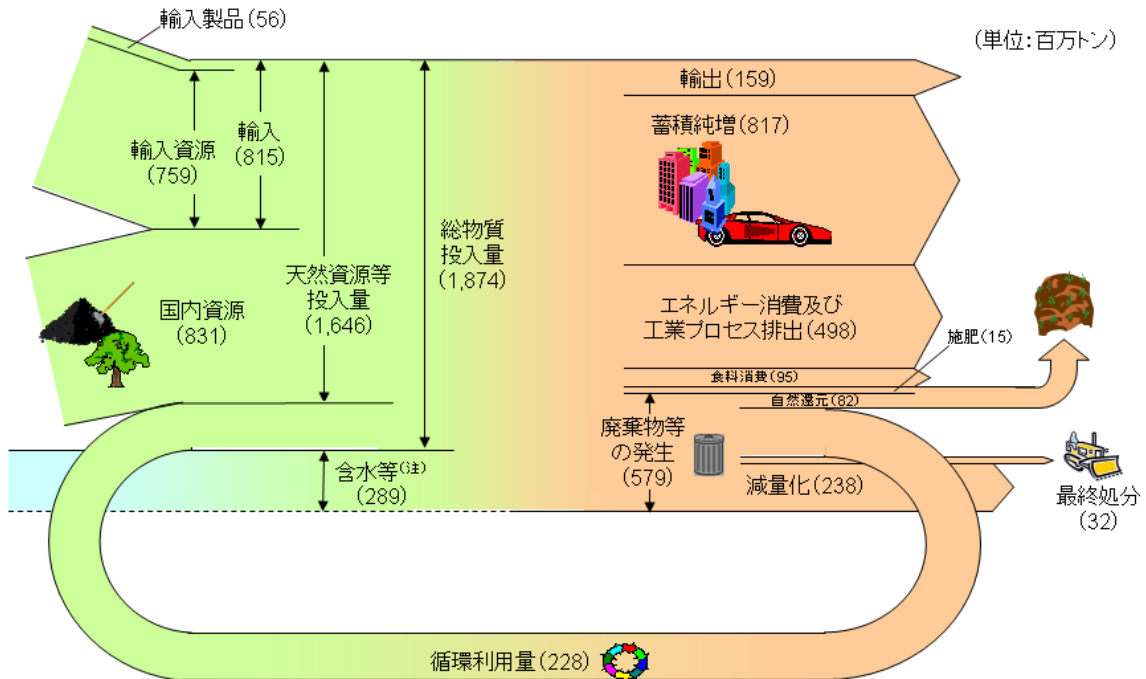 輸入製品(56)
(単位:百万トン)
輸出(159)
蓄積純増(817)
輸入
(815)
輸入資源
(759)
総物質
投入量
(1,874)
天然資源等
投入量
(1,646)
国内資源
(831)
エネルギー消費及び
工業プロセス排出(498)
施肥(15)
食料消費(95)
自然還元(82)
廃棄物等
の発生
(579)
含水等(注)
(289)
減量化(238)
最終処分
(32)
循環利用量(228)